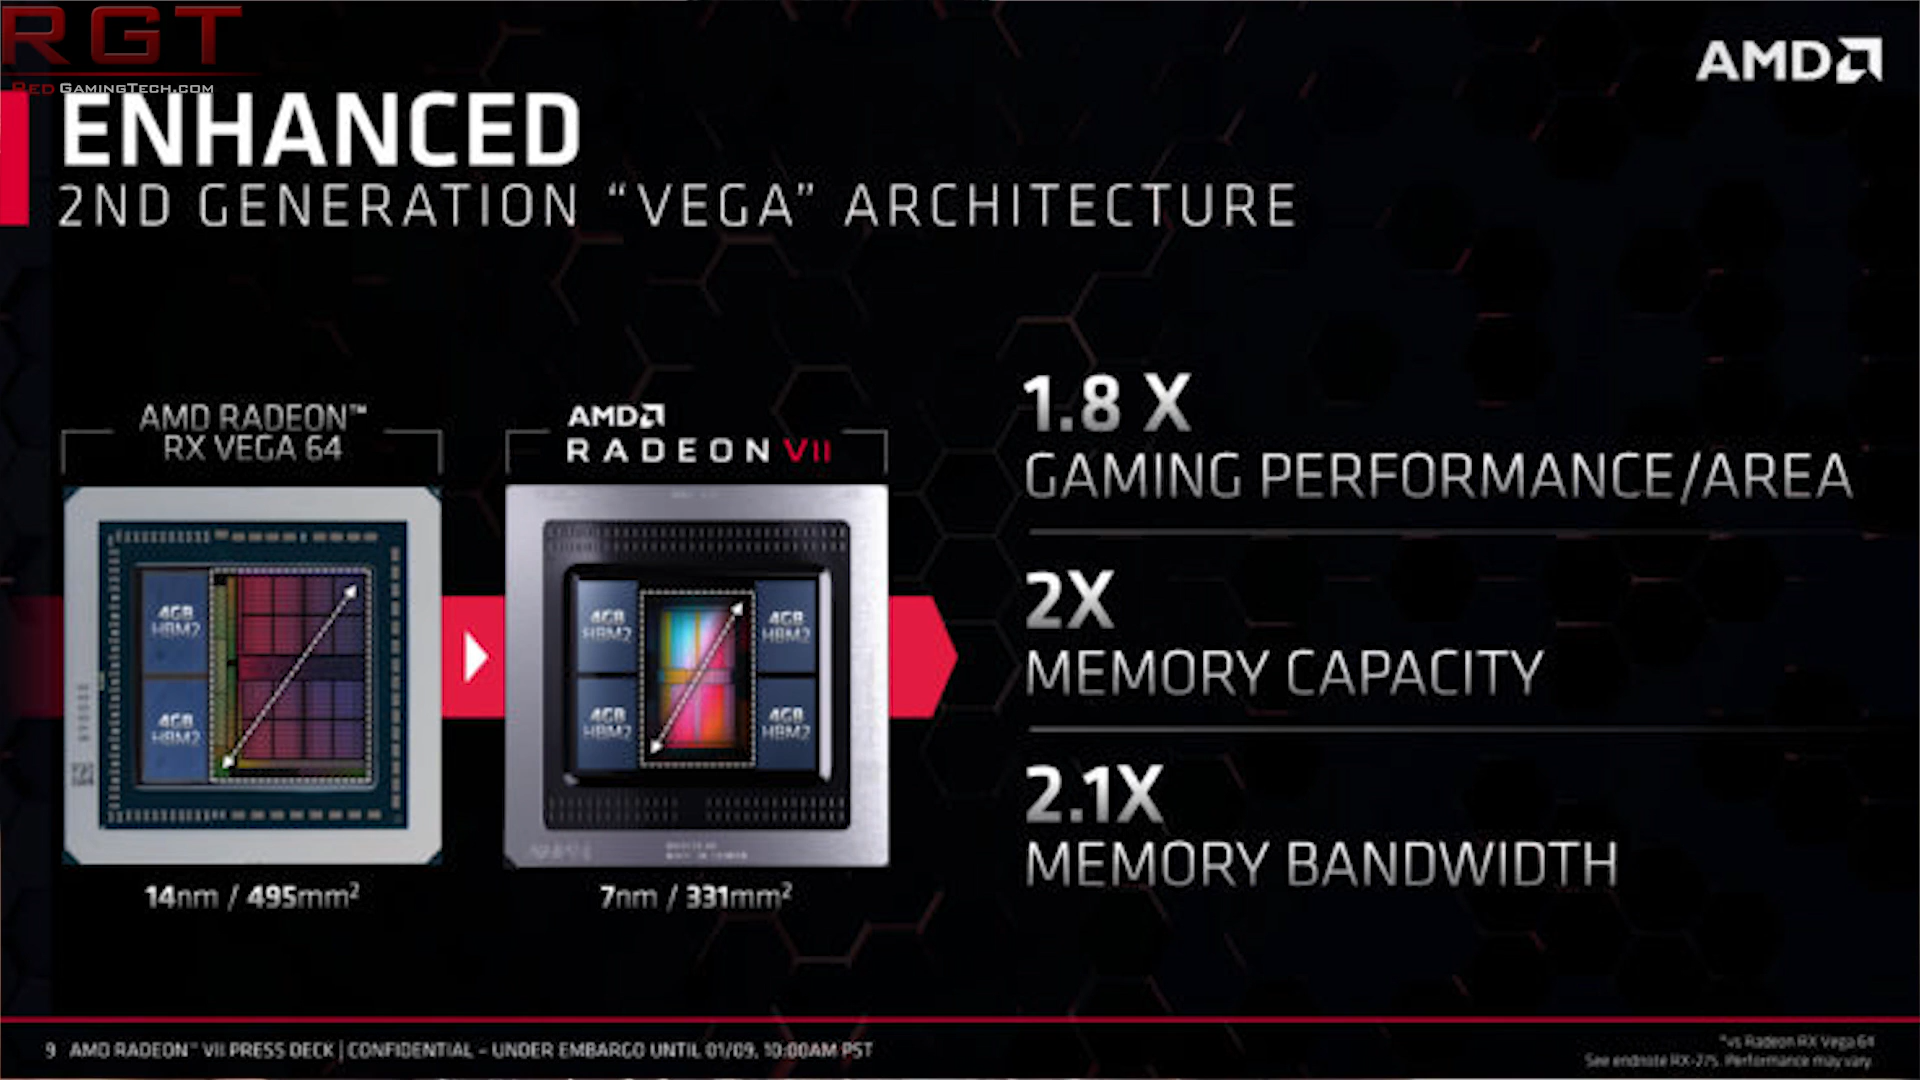 RGT
REDGAMINGTECH.COM
AMD
ENHANCED
2ND GENERATION “VEGA” ARCHITECTURE
AMD RADEON™
RX VEGA 64
4GB
HBM2
4GB
HBM2
14nm / 495mm²
AMD
RADEON VII
4GB
HBM2
4GB
HBM2
4GB
HBM2
4GB
HBM2
7nm / 331mm²
1.8 X
GAMING PERFORMANCE/AREA
2X
MEMORY CAPACITY
2.1X
MEMORY BANDWIDTH
9 AMD RADEON™ VII PRESS DECK | CONFIDENTIAL – UNDER EMBARGO UNTIL 01/09, 10:00AM PST
*vs Radeon RX Vega 64
See endnote RX-275. Performance may vary.